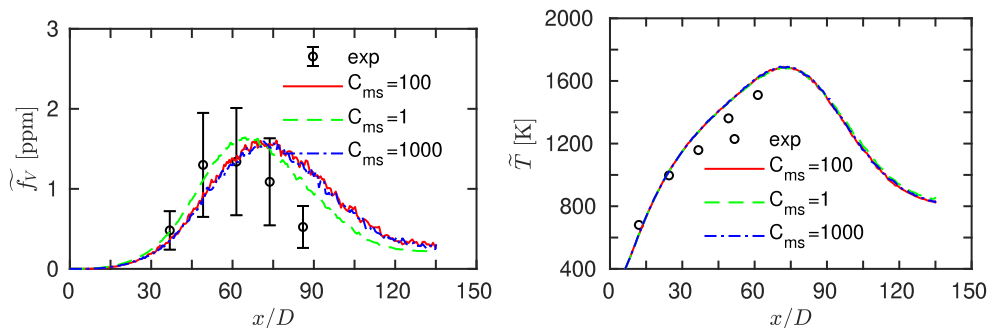 3
2
1
0
f̃_V [ppm]
0 30 60 90 120 150
x/D
exp
C_ms=100
C_ms=1
C_ms=1000
2000
1600
1200
800
400
T̃ [K]
0 30 60 90 120 150
x/D
exp
C_ms=100
C_ms=1
C_ms=1000